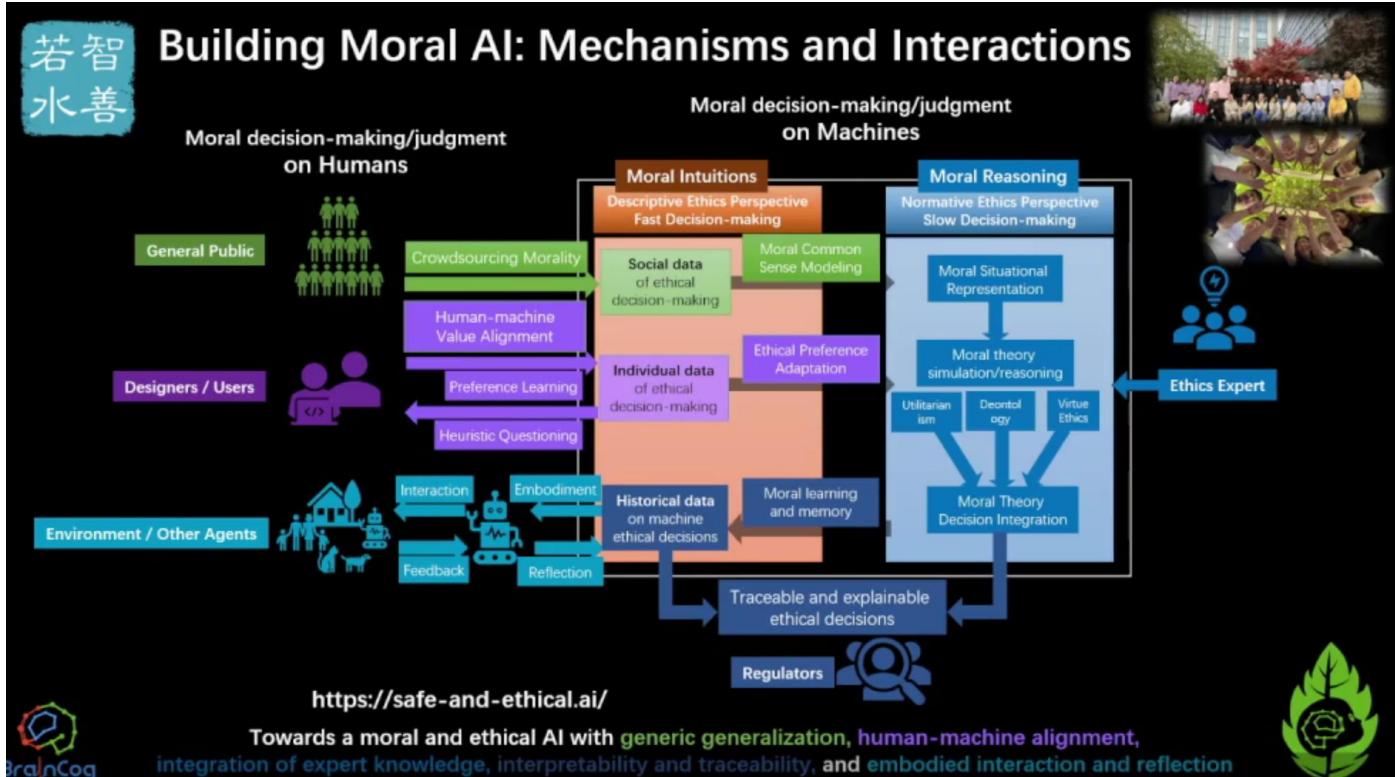 若智
水善
Building Moral AI: Mechanisms and Interactions
Moral decision-making/judgment
on Humans
Moral decision-making/judgment
on Machines
Moral Intuitions
Descriptive Ethics Perspective
Fast Decision-making
Moral Reasoning
Normative Ethics Perspective
Slow Decision-making
General Public
Crowdsourcing Morality
Social data
of ethical
decision-making
Moral Common
Sense Modeling
Moral Situational
Representation
Human-machine
Value Alignment
Designers / Users
Preference Learning
Heuristic Questioning
Individual data
of ethical
decision-making
Ethical Preference
Adaptation
Moral theory
simulation/reasoning
Utilitarian
ism
Deontol
ogy
Virtue
Ethics
Ethics Expert
Environment / Other Agents
Interaction
Embodiment
Feedback
Reflection
Historical data
on machine
ethical decisions
Moral learning
and memory
Moral Theory
Decision Integration
Traceable and explainable
ethical decisions
Regulators
https://safe-and-ethical.ai/
Towards a moral and ethical AI with generic generalization, human-machine alignment,
integration of expert knowledge, interpretability and traceability, and embodied interaction and reflection
BraInCog